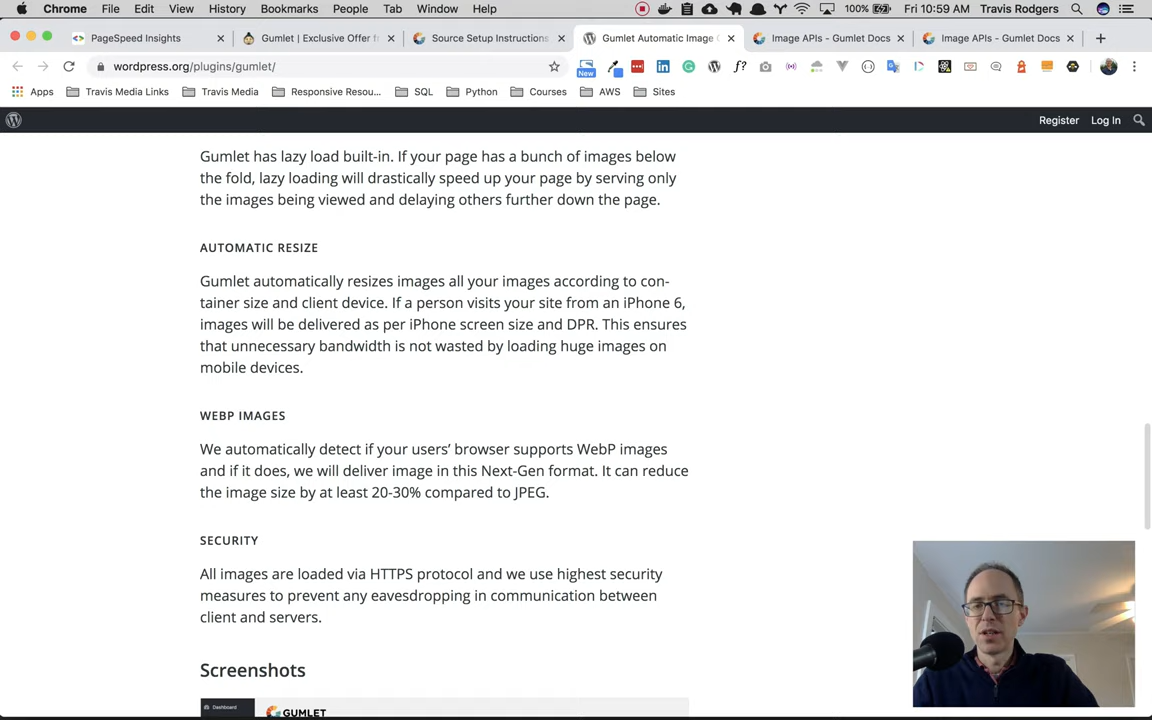 Chrome File Edit View History Bookmarks People Tab Window Help 100% Fri 10:59 AM Travis Rodgers
PageSpeed Insights Gumlet | Exclusive Offer f Source Setup Instructions Gumlet Automatic Image Image APIs - Gumlet Docs Image APIs - Gumlet Docs
wordpress.org/plugins/gumlet/ New f?
Apps Travis Media Links Travis Media Responsive Resou... SQL Python Courses AWS Sites
Register Log In
Gumlet has lazy load built-in. If your page has a bunch of images below
the fold, lazy loading will drastically speed up your page by serving only
the images being viewed and delaying others further down the page.
AUTOMATIC RESIZE
Gumlet automatically resizes images all your images according to con-
tainer size and client device. If a person visits your site from an iPhone 6,
images will be delivered as per iPhone screen size and DPR. This ensures
that unnecessary bandwidth is not wasted by loading huge images on
mobile devices.
WEBP IMAGES
We automatically detect if your users’ browser supports WebP images
and if it does, we will deliver image in this Next-Gen format. It can reduce
the image size by at least 20-30% compared to JPEG.
SECURITY
All images are loaded via HTTPS protocol and we use highest security
measures to prevent any eavesdropping in communication between
client and servers.
Screenshots
Dashboard GUMLET